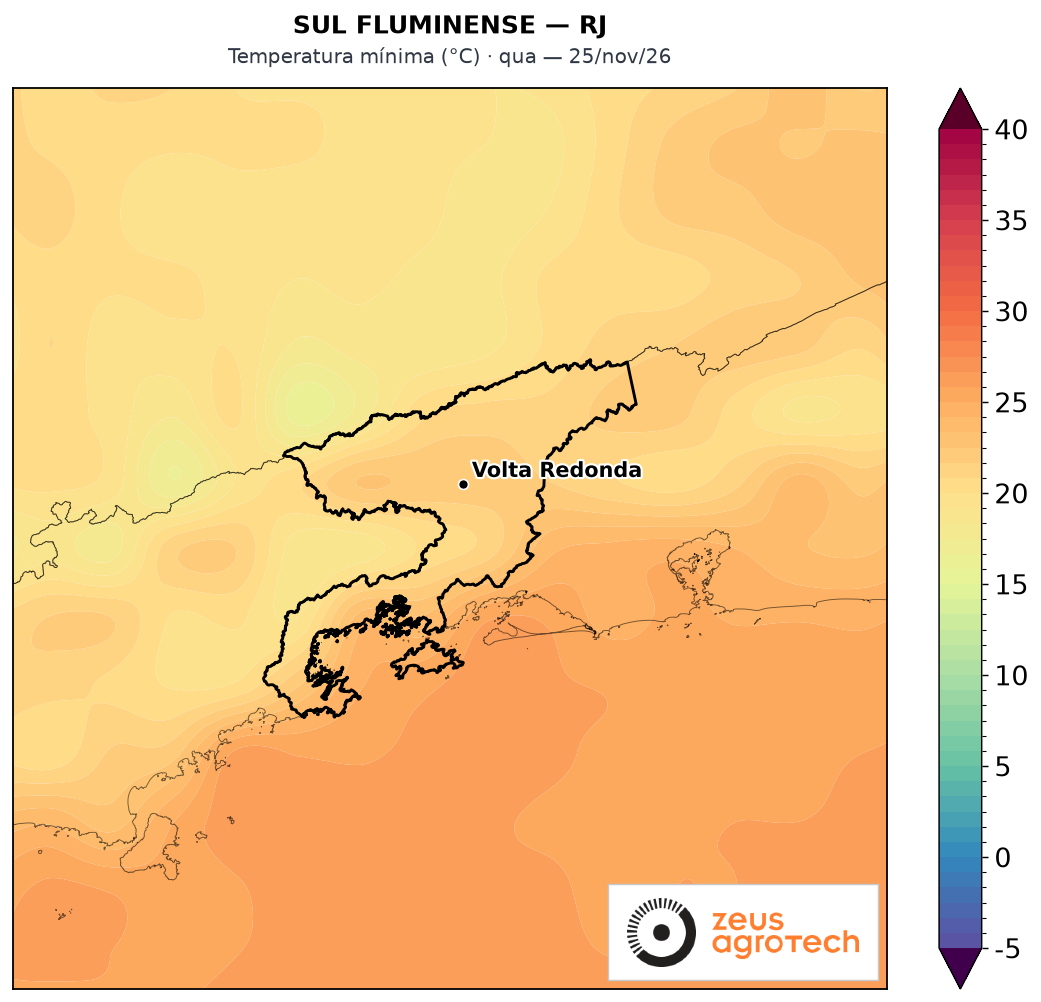 SUL FLUMINENSE — RJ
Temperatura mínima (°C) · qua — 25/nov/26
40
35
30
25
20
15
10
5
0
-5
Volta Redonda
zeus
agrotech